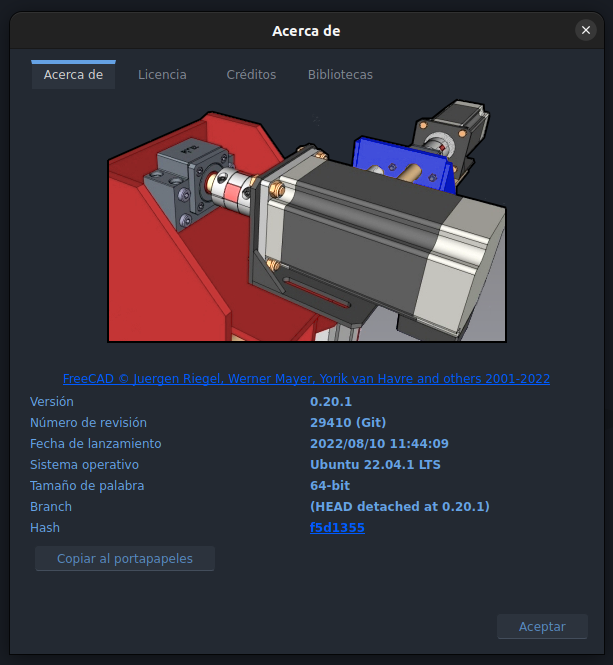 Acerca de
Acerca de Licencia Créditos Bibliotecas
FreeCAD © Juergen Riegel, Werner Mayer, Yorik van Havre and others 2001-2022
Versión 0.20.1
Número de revisión 29410 (Git)
Fecha de lanzamiento 2022/08/10 11:44:09
Sistema operativo Ubuntu 22.04.1 LTS
Tamaño de palabra 64-bit
Branch (HEAD detached at 0.20.1)
Hash f5d1355
Copiar al portapapeles
Aceptar